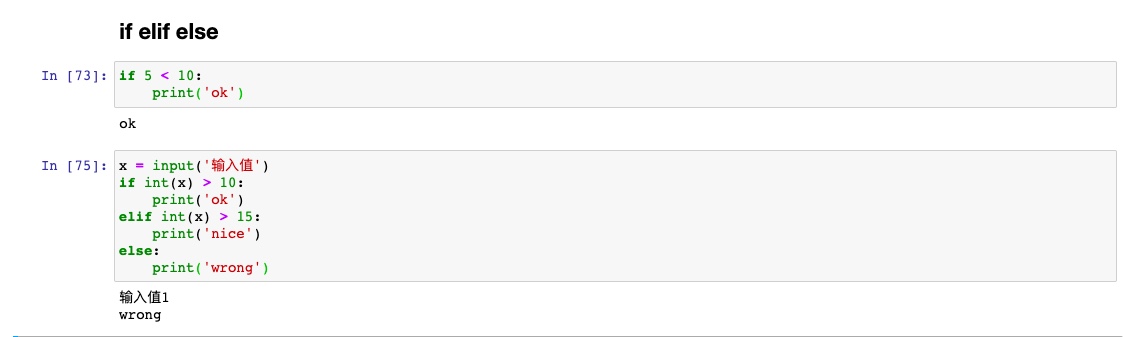 if elif else
In [73]: if 5 < 10:
    print('ok')
ok
In [75]: x = input('输入值')
if int(x) > 10:
    print('ok')
elif int(x) > 15:
    print('nice')
else:
    print('wrong')
输入值1
wrong